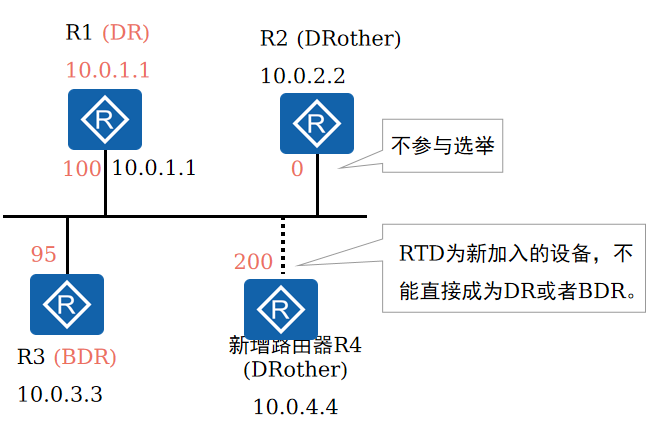 R1 (DR)
10.0.1.1
R
100
10.0.1.1
R2 (DRother)
10.0.2.2
R
0
不参与选举
95
R
R3 (BDR)
10.0.3.3
200
R
新增路由器R4
(DRother)
10.0.4.4
RTD为新加入的设备，不
能直接成为DR或者BDR。